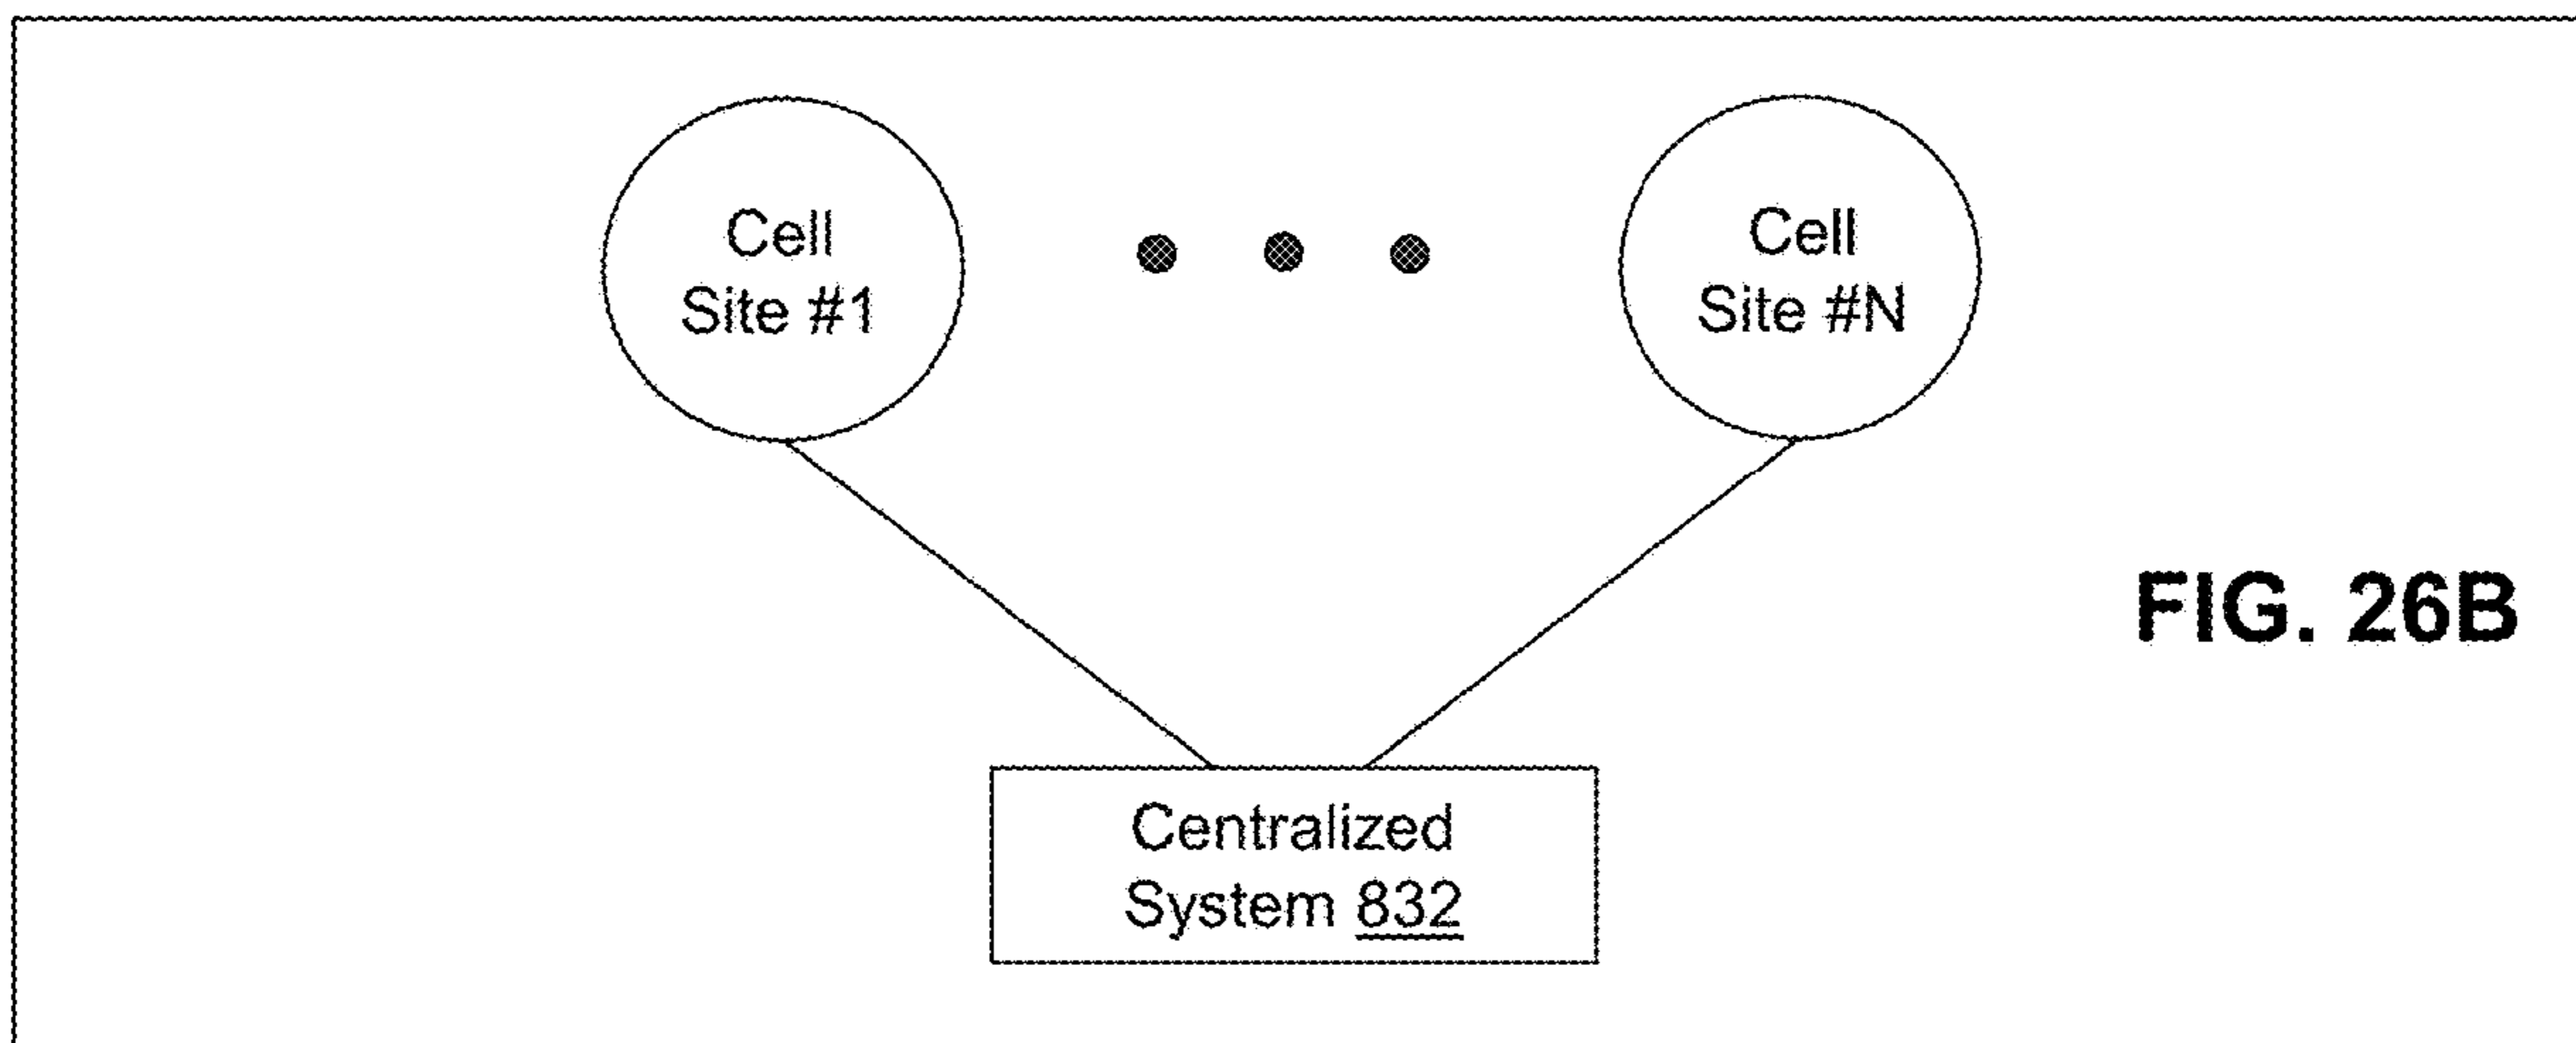 Cell
Site #1
Cell
Site #N
FIG. 26B
Centralized
System 832